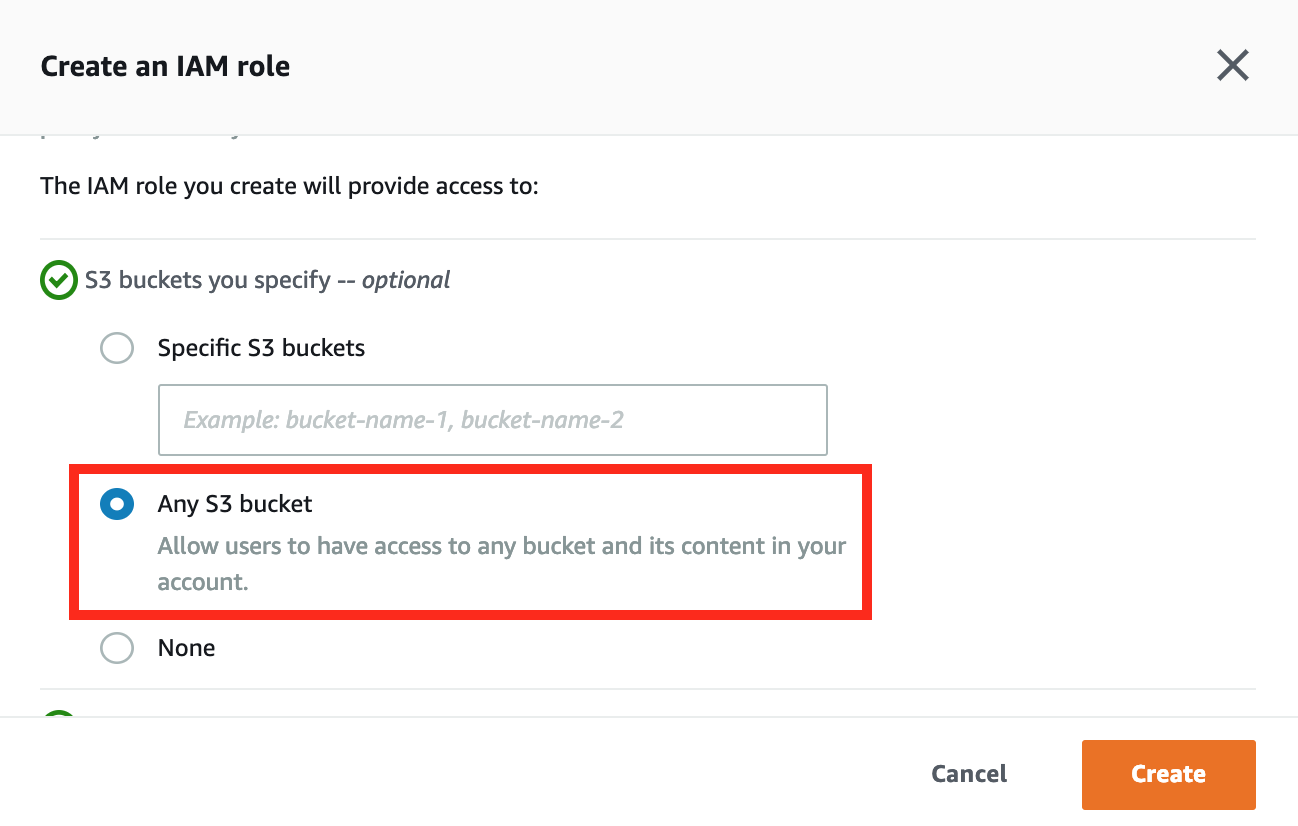 Create an IAM role
The IAM role you create will provide access to:
S3 buckets you specify -- optional
Specific S3 buckets
Example: bucket-name-1, bucket-name-2
Any S3 bucket
Allow users to have access to any bucket and its content in your
account.
None
Cancel
Create